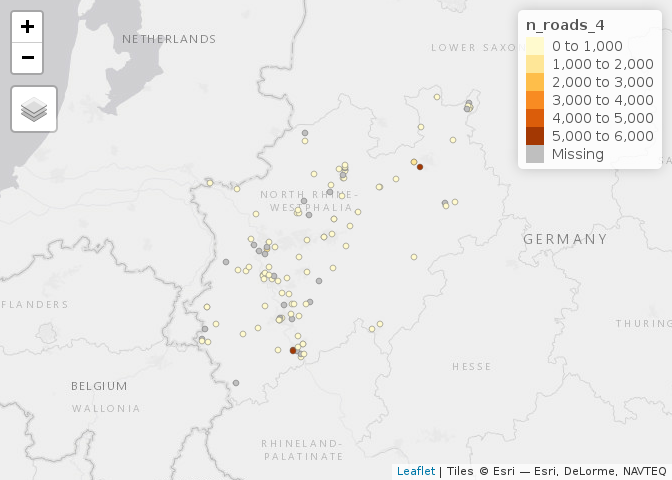 +
−
NETHERLANDS
LOWER SAXO
n_roads_4
0 to 1,000
1,000 to 2,000
2,000 to 3,000
3,000 to 4,000
4,000 to 5,000
5,000 to 6,000
Missing
NORTH RHINE-
WESTPHALIA
GERMANY
FLANDERS
THURING
HESSE
BELGIUM
WALLONIA
RHINELAND-
PALATINATE
Leaflet | Tiles © Esri — Esri, DeLorme, NAVTEQ